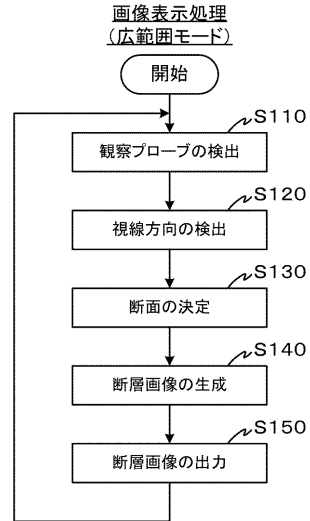 画像表示処理
(広範囲モード)
開始
S110
観察プローブの検出
S120
視線方向の検出
S130
断面の決定
S140
断層画像の生成
S150
断層画像の出力